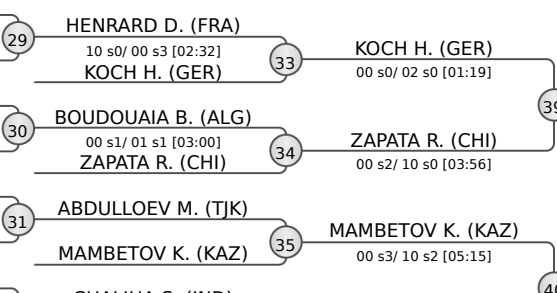 HENRARD D. (FRA)
29
10 s0/ 00 s3 [02:32]
KOCH H. (GER)
33
KOCH H. (GER)
00 s0/ 02 s0 [01:19]
BOUDOUAIA B. (ALG)
30
00 s1/ 01 s1 [03:00]
ZAPATA R. (CHI)
34
ZAPATA R. (CHI)
00 s2/ 10 s0 [03:56]
39
ABDULLOEV M. (TJK)
31
MAMBETOV K. (KAZ)
35
MAMBETOV K. (KAZ)
00 s3/ 10 s2 [05:15]